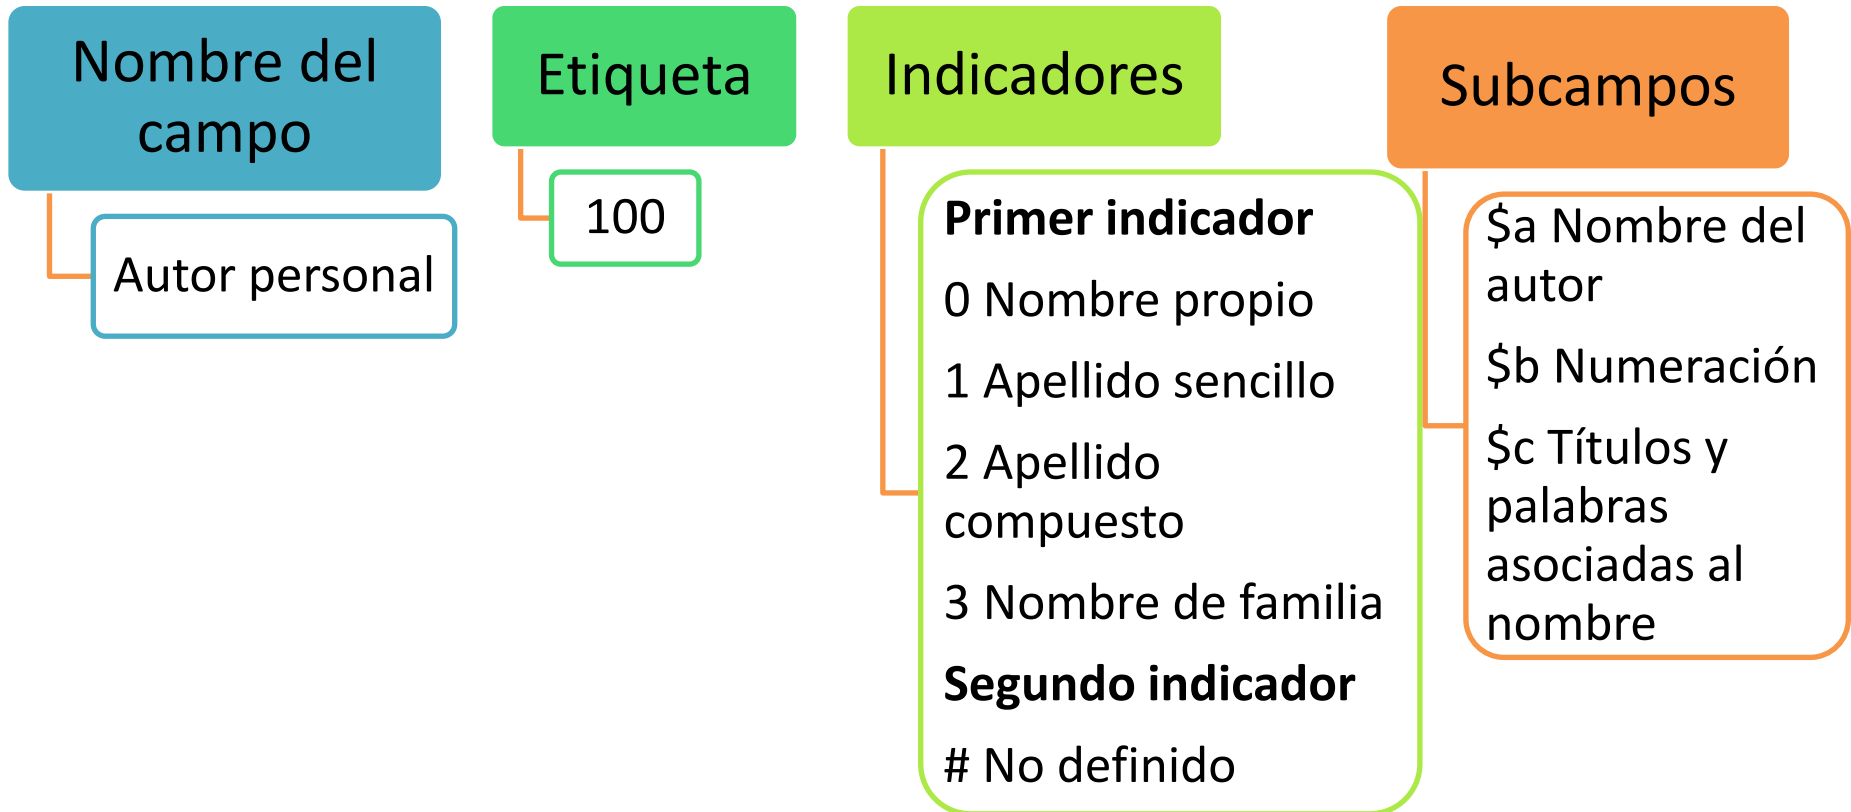 Nombre del
campo
Autor personal
Etiqueta
100
Indicadores
Primer indicador
0 Nombre propio
1 Apellido sencillo
2 Apellido
compuesto
3 Nombre de familia
Segundo indicador
# No definido
Subcampos
$a Nombre del
autor
$b Numeración
$c Títulos y
palabras
asociadas al
nombre